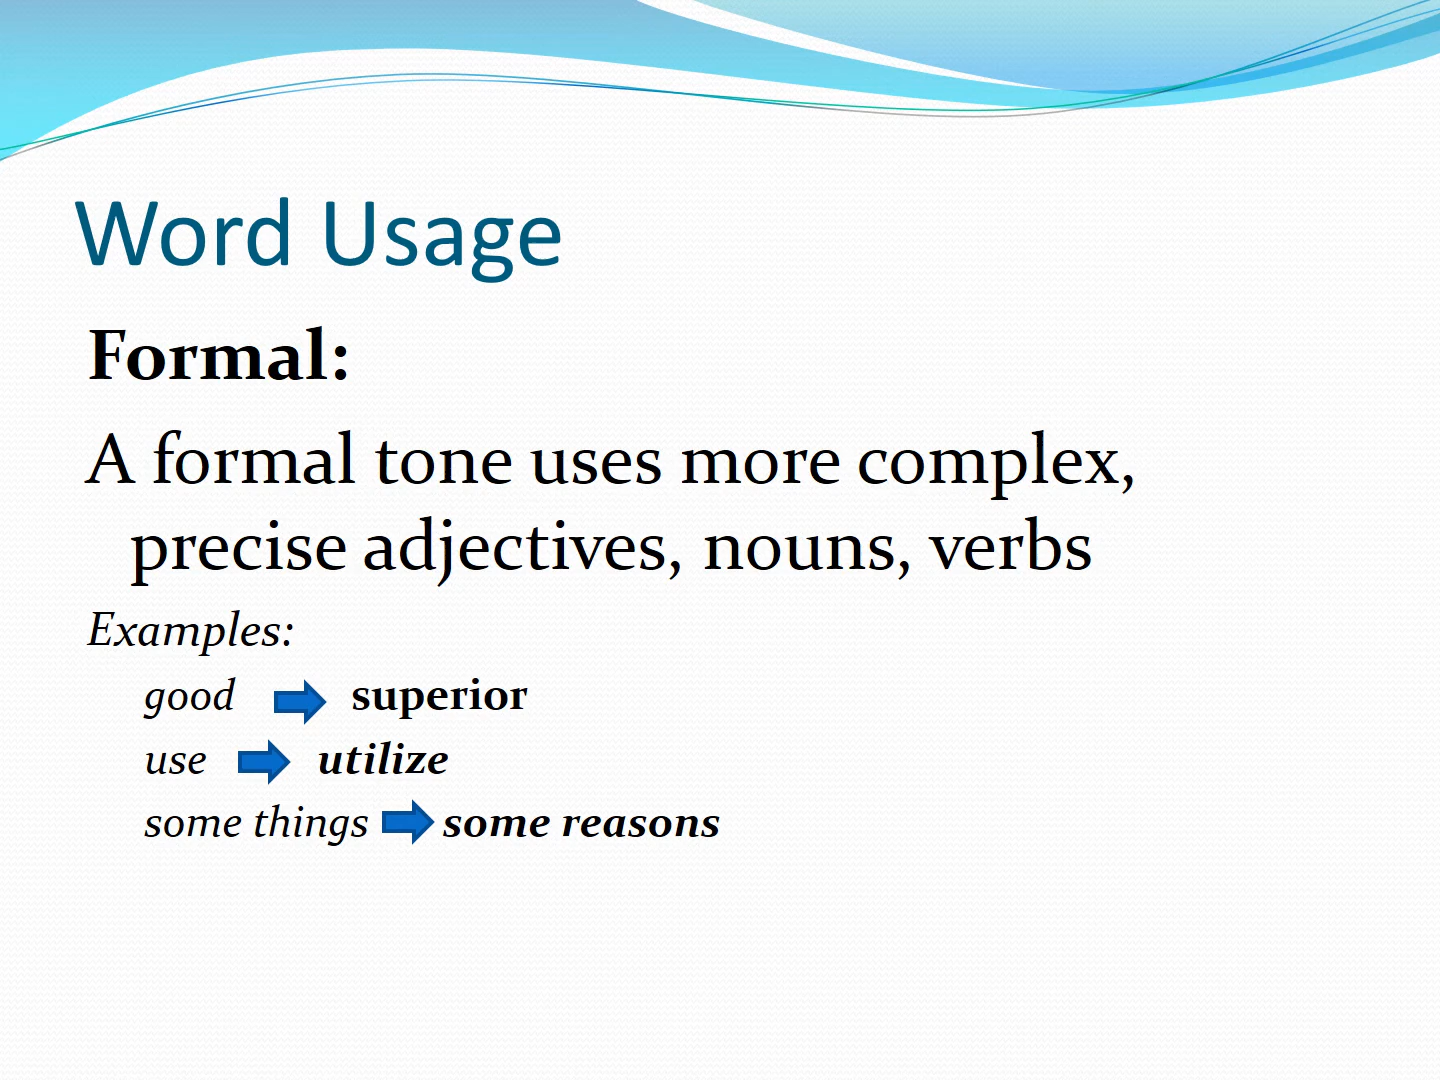 Word Usage
Formal:
A formal tone uses more complex,
precise adjectives, nouns, verbs
Examples:
good superior
use utilize
some things some reasons